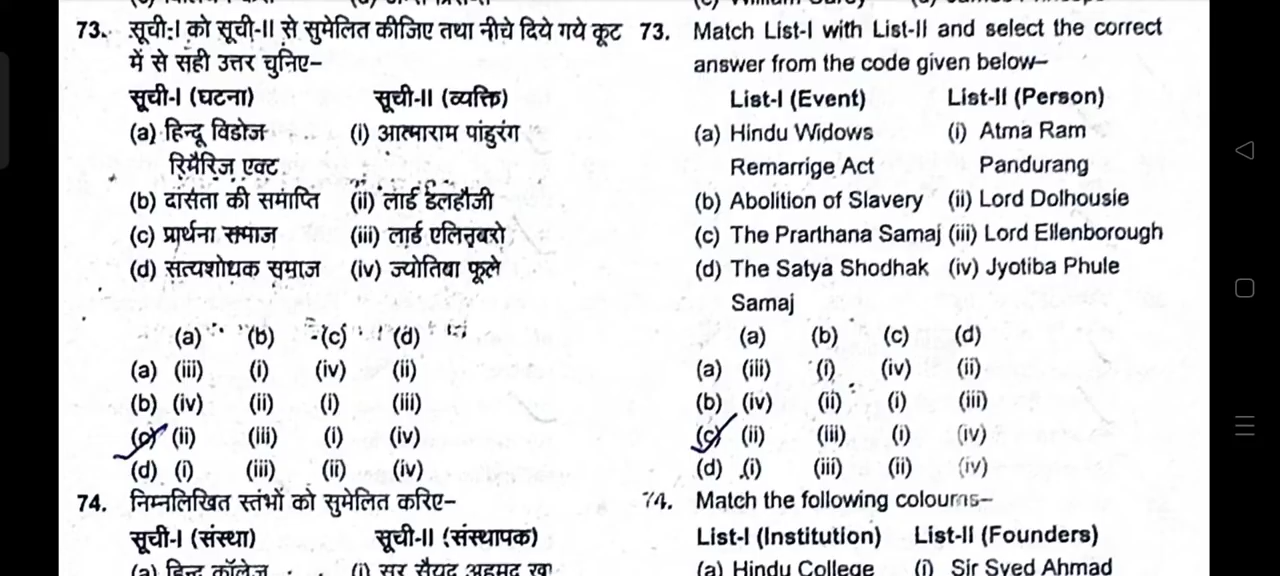 73. सूची-I को सूची-II से सुमेलित कीजिए तथा नीचे दिये गये कूट
में से सही उत्तर चुनिए–
सूची-I (घटना) सूची-II (व्यक्ति)
(a) हिन्दू विडोज (i) आत्माराम पांडुरंग
रिमैरिज एक्ट
(b) दासता की समाप्ति (ii) लार्ड डलहौजी
(c) प्रार्थना समाज (iii) लार्ड एलिनबरो
(d) सत्यशोधक समाज (iv) ज्योतिबा फूले
(a) (b) (c) (d)
(a) (iii) (i) (iv) (ii)
(b) (iv) (ii) (i) (iii)
(c) (ii) (iii) (i) (iv)
(d) (i) (iii) (ii) (iv)
74. निम्नलिखित स्तंभों को सुमेलित करिए–
सूची-I (संस्था) सूची-II (संस्थापक)
(a) हिन्दू कॉलेज (i) सर सैयद अहमद खा
73. Match List-I with List-II and select the correct
answer from the code given below–
List-I (Event) List-II (Person)
(a) Hindu Widows (i) Atma Ram
Remarrige Act Pandurang
(b) Abolition of Slavery (ii) Lord Dolhousie
(c) The Prarthana Samaj (iii) Lord Ellenborough
(d) The Satya Shodhak (iv) Jyotiba Phule
Samaj
(a) (b) (c) (d)
(a) (iii) (i) (iv) (ii)
(b) (iv) (ii) (i) (iii)
(c) (ii) (iii) (i) (iv)
(d) (i) (iii) (ii) (iv)
74. Match the following coloums–
List-I (Institution) List-II (Founders)
(a) Hindu College (i) Sir Syed Ahmad